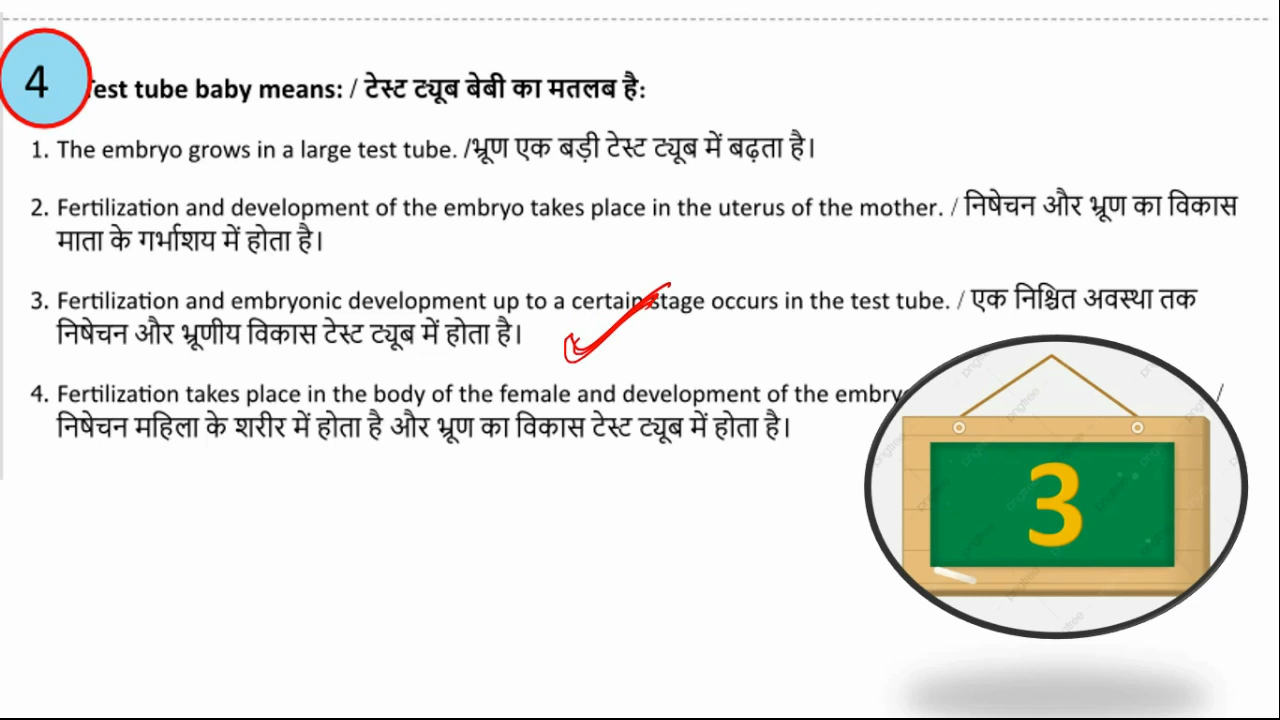 4
est tube baby means: / टेस्ट ट्यूब बेबी का मतलब है:
1. The embryo grows in a large test tube. /भ्रूण एक बड़ी टेस्ट ट्यूब में बढ़ता है।
2. Fertilization and development of the embryo takes place in the uterus of the mother. / निषेचन और भ्रूण का विकास
माता के गर्भाशय में होता है।
3. Fertilization and embryonic development up to a certain stage occurs in the test tube. / एक निश्चित अवस्था तक
निषेचन और भ्रूणीय विकास टेस्ट ट्यूब में होता है।
4. Fertilization takes place in the body of the female and development of the embry /
निषेचन महिला के शरीर में होता है और भ्रूण का विकास टेस्ट ट्यूब में होता है।
3